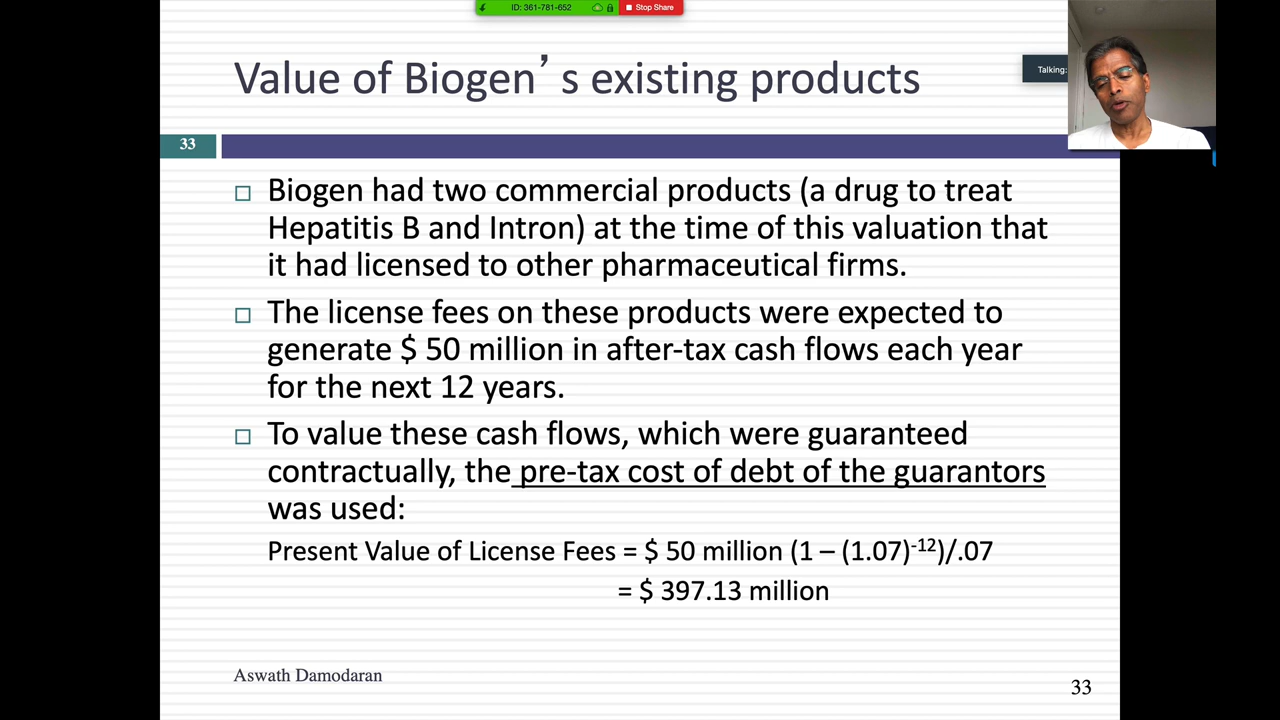 ID: 361-781-652
Stop Share
Value of Biogen’s existing products
Talking:
33
Biogen had two commercial products (a drug to treat
Hepatitis B and Intron) at the time of this valuation that
it had licensed to other pharmaceutical firms.
The license fees on these products were expected to
generate $ 50 million in after-tax cash flows each year
for the next 12 years.
To value these cash flows, which were guaranteed
contractually, the pre-tax cost of debt of the guarantors
was used:
Present Value of License Fees = $ 50 million (1 – (1.07)-12)/.07
= $ 397.13 million
Aswath Damodaran
33